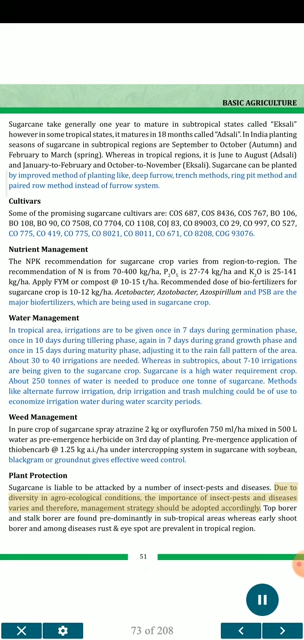 BASIC AGRICULTURE
Sugarcane take generally one year to mature in subtropical states called "Eksali"
however in some tropical states, it matures in 18 months called "Adsali". In India planting
seasons of sugarcane in subtropical regions are September to October (Autumn) and
February to March (spring). Whereas in tropical regions, it is June to August (Adsali)
and January-to-February and October-to-November (Eksali). Sugarcane can be planted
by improved method of planting like, deep furrow, trench methods, ring pit method and
paired row method instead of furrow system.
Cultivars
Some of the promising sugarcane cultivars are: COS 687, COS 8436, COS 767, BO 106,
BO 108, BO 90, CO 7508, CO 7704, CO 1108, COJ 83, CO 89003, CO 29, CO 997, CO 527,
CO 775, CO 419, CO 775, CO 8021, CO 8011, CO 671, CO 8208, COG 93076.
Nutrient Management
The NPK recommendation for sugarcane crop varies from region-to-region. The
recommendation of N is from 70-400 kg/ha, P2O5 is 27-74 kg/ha and K2O is 25-141
kg/ha. Apply FYM or compost @ 10-15 t/ha. Recommended dose of bio-fertilizers for
sugarcane crop is 10-12 kg/ha. Acetobacter, Azotobacter, Azospirillum and PSB are the
major biofertilizers, which are being used in sugarcane crop.
Water Management
In tropical area, irrigations are to be given once in 7 days during germination phase,
once in 10 days during tillering phase, again in 7 days during grand growth phase and
once in 15 days during maturity phase, adjusting it to the rain fall pattern of the area.
About 30 to 40 irrigations are needed. Whereas in subtropics, about 7-10 irrigations
are being given to the sugarcane crop. Sugarcane is a high water requirement crop.
About 250 tonnes of water is needed to produce one tonne of sugarcane. Methods
like alternate furrow irrigation, drip irrigation and trash mulching could be of use to
economize irrigation water during water scarcity periods.
Weed Management
In pure crop of sugarcane spray atrazine 2 kg or oxyflurofen 750 ml/ha mixed in 500 L
water as pre-emergence herbicide on 3rd day of planting. Pre-mergence application of
thiobencarb @ 1.25 kg a.i./ha under intercropping system in sugarcane with soybean,
blackgram or groundnut gives effective weed control.
Plant Protection
Sugarcane is liable to be attacked by a number of insect-pests and diseases. Due to
diversity in agro-ecological conditions, the importance of insect-pests and diseases
varies and therefore, management strategy should be adopted accordingly. Top borer
and stalk borer are found pre-dominantly in sub-tropical areas whereas early shoot
borer and among diseases rust & eye spot are prevalent in tropical region.
51
73 of 208